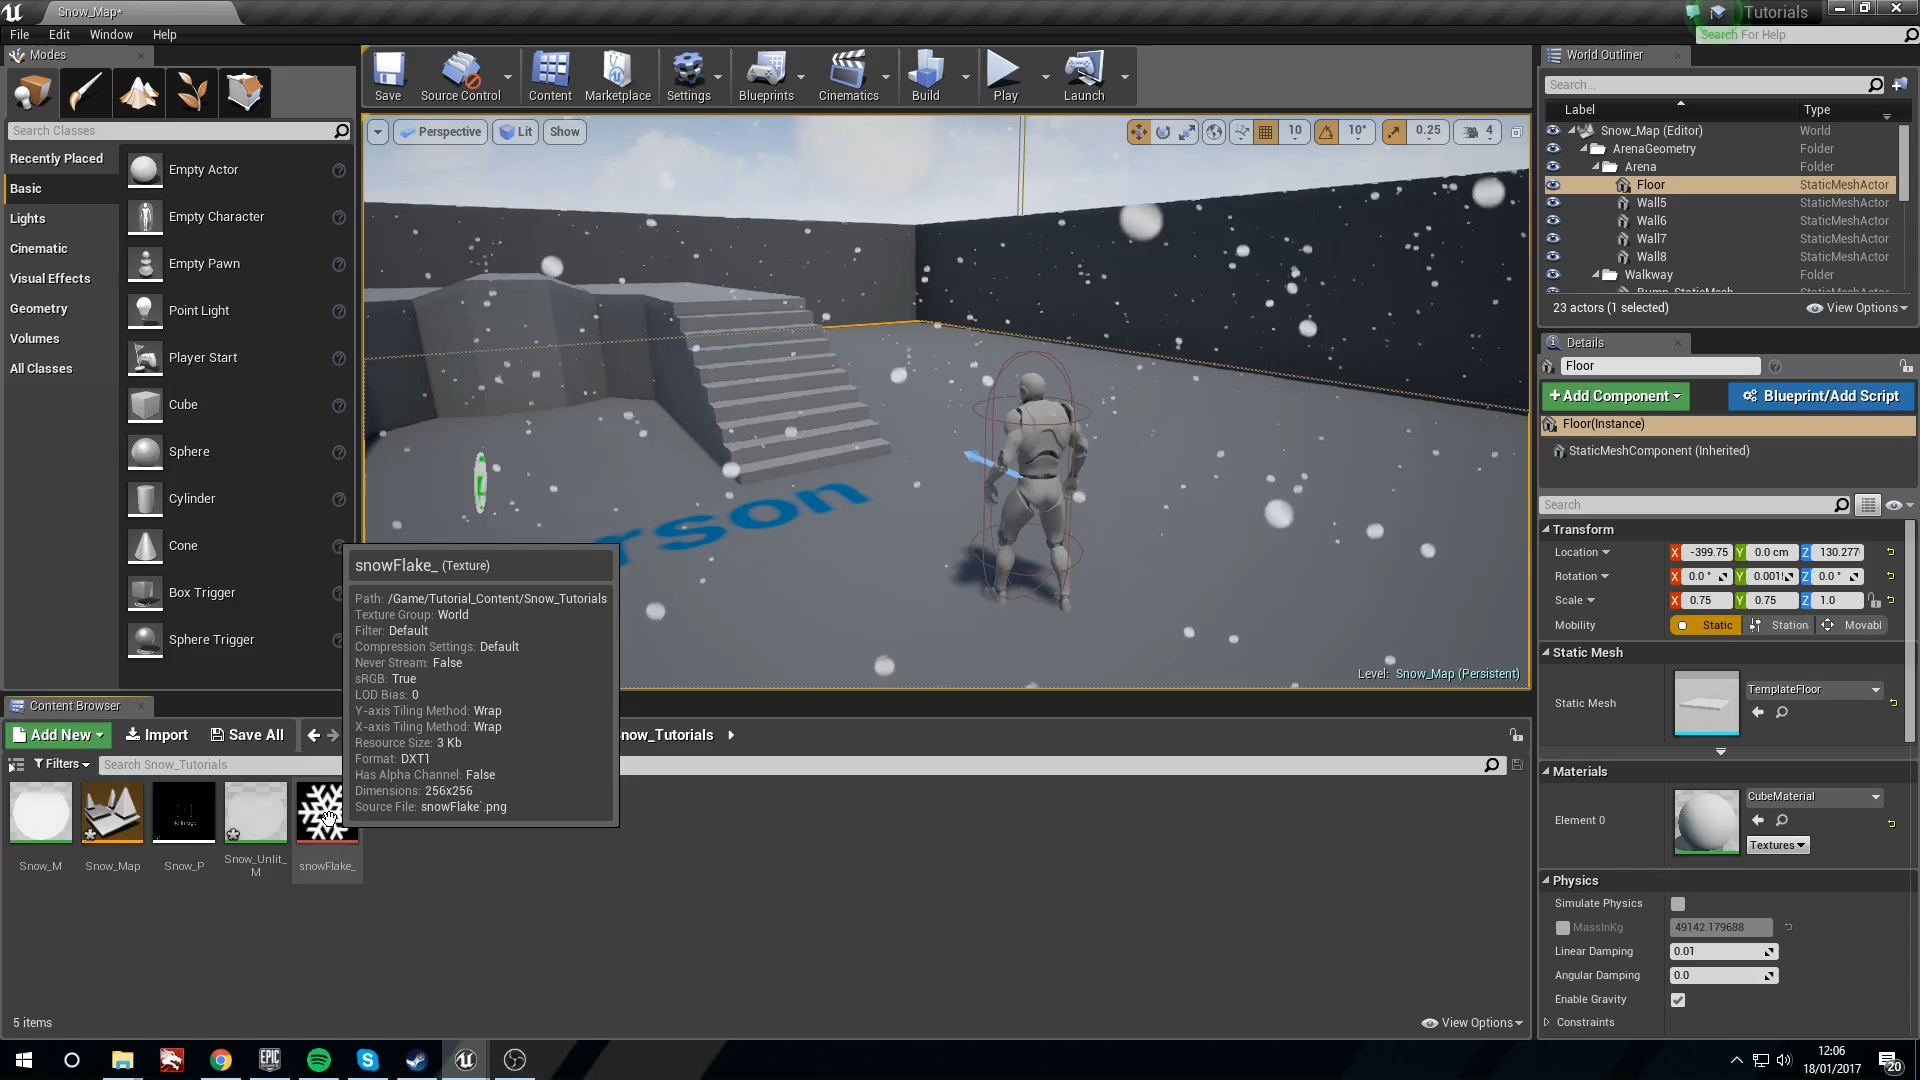 Snow_Map*
Tutorials
File Edit Window Help
Search For Help
Modes
Search Classes
Recently Placed
Basic
Lights
Cinematic
Visual Effects
Geometry
Volumes
All Classes
Empty Actor
Empty Character
Empty Pawn
Point Light
Player Start
Cube
Sphere
Cylinder
Cone
Box Trigger
Sphere Trigger
Save
Source Control
Content
Marketplace
Settings
Blueprints
Cinematics
Build
Play
Launch
Perspective Lit Show
10 10° 0.25 4
rson
Level: Snow_Map (Persistent)
World Outliner
Search...
Label Type
Snow_Map (Editor) World
ArenaGeometry Folder
Arena Folder
Floor StaticMeshActor
Wall5 StaticMeshActor
Wall6 StaticMeshActor
Wall7 StaticMeshActor
Wall8 StaticMeshActor
Walkway Folder
Bump_StaticMesh StaticMeshActor
23 actors (1 selected) View Options
Details
Floor
+Add Component Blueprint/Add Script
Floor(Instance)
StaticMeshComponent (Inherited)
Search
Transform
Location X -399.75 Y 0.0 cm Z 130.277
Rotation X 0.0 ° Y 0.001 Z 0.0 °
Scale X 0.75 Y 0.75 Z 1.0
Mobility Static Station Movabl
Static Mesh
Static Mesh TemplateFloor
Materials
Element 0 CubeMaterial
Textures
Physics
Simulate Physics
MassInKg 49142.179688
Linear Damping 0.01
Angular Damping 0.0
Enable Gravity
Constraints
snowFlake_ (Texture)
Path: /Game/Tutorial_Content/Snow_Tutorials
Texture Group: World
Filter: Default
Compression Settings: Default
Never Stream: False
sRGB: True
LOD Bias: 0
Y-axis Tiling Method: Wrap
X-axis Tiling Method: Wrap
Resource Size: 3 Kb
Format: DXT1
Has Alpha Channel: False
Dimensions: 256x256
Source File: snowFlake`.png
Content Browser
Add New Import Save All
now_Tutorials
Filters Search Snow_Tutorials
Snow_M
Snow_Map
Snow_P
Snow_Unlit_
M
snowFlake_
5 items
View Options
EPIC
GAMES
12:06
18/01/2017
20